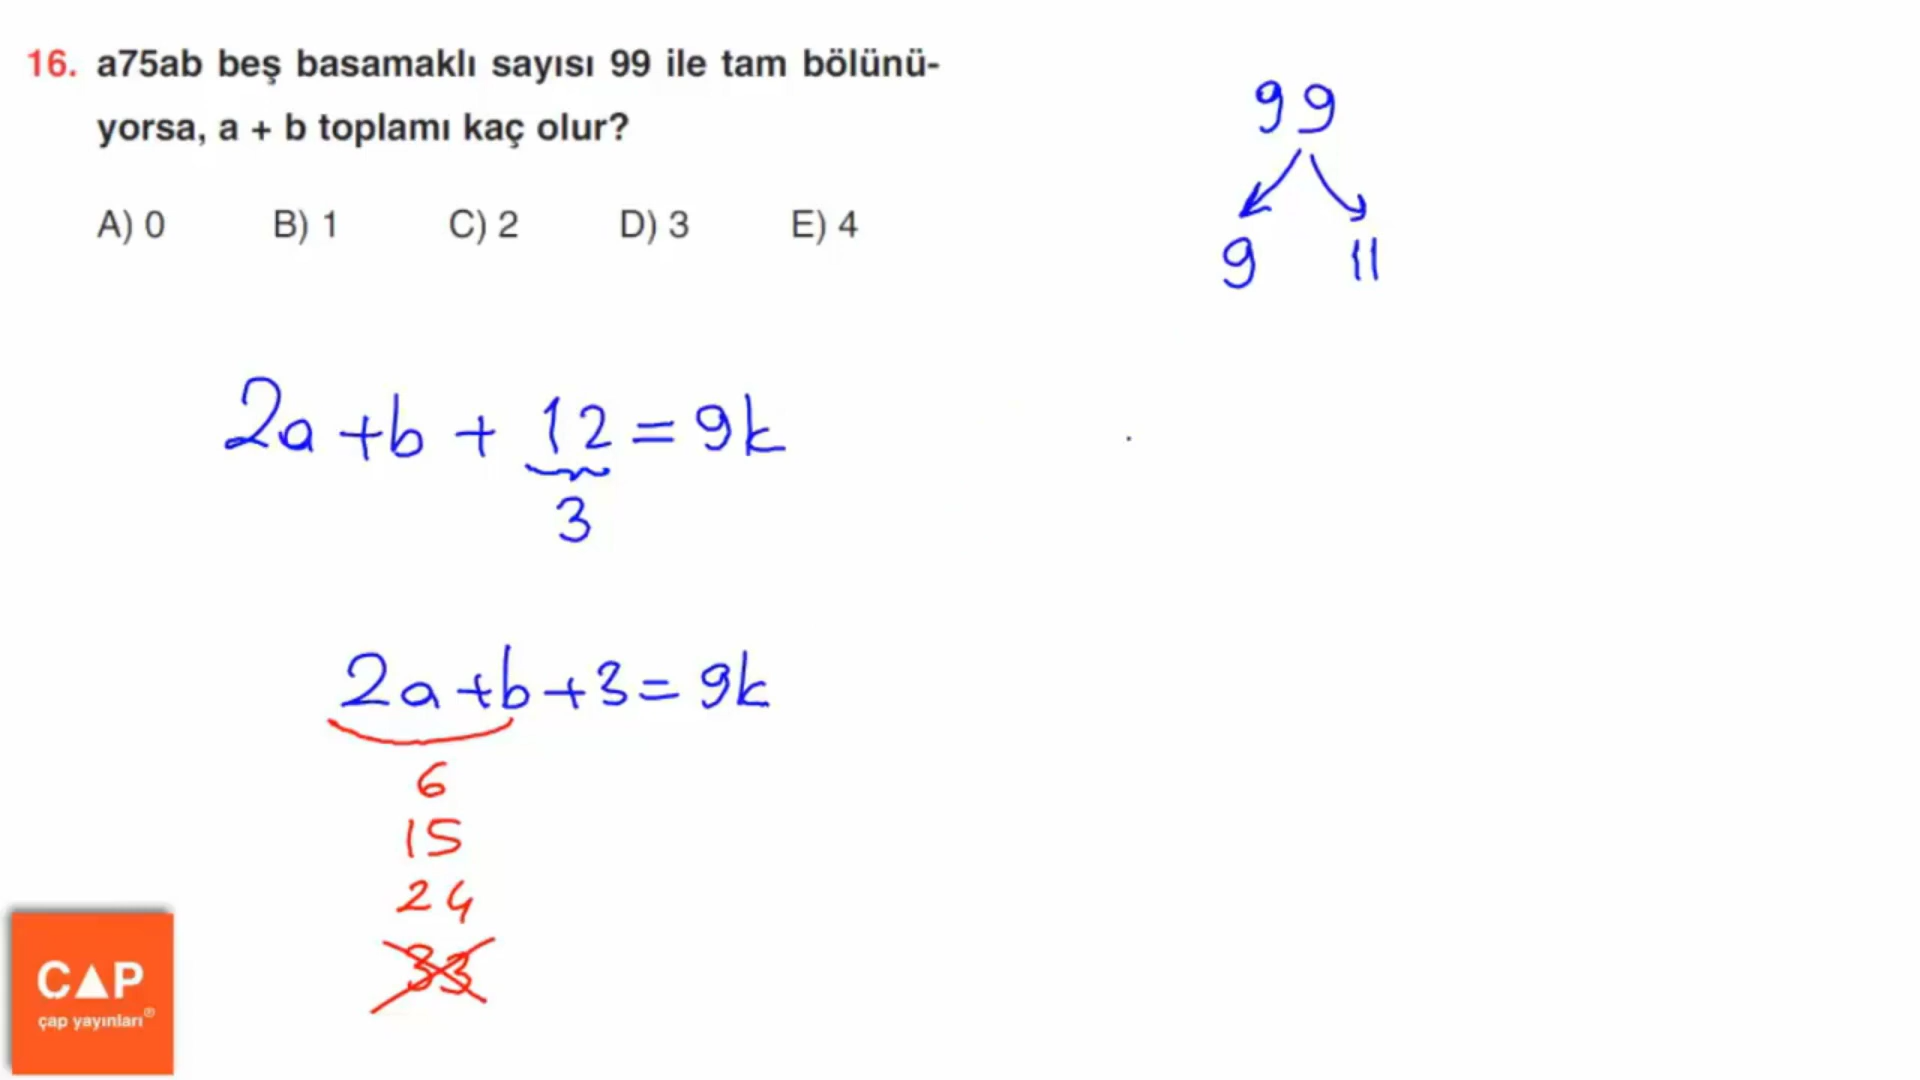 16. a75ab beş basamaklı sayısı 99 ile tam bölünü-
yorsa, a + b toplamı kaç olur?
A) 0 B) 1 C) 2 D) 3 E) 4
99
9 11
2a+b+12=9k
3
2a+b+3=9k
6
15
24
33
CAP
çap yayınları®